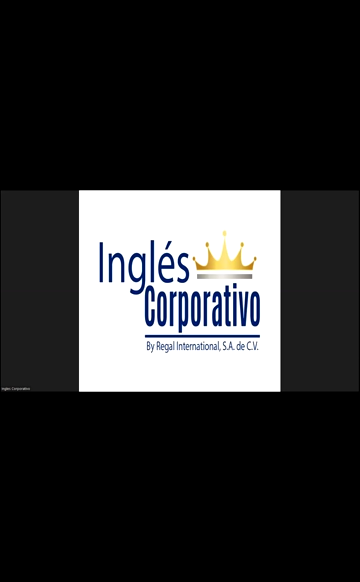 Inglés
Corporativo
By Regal International, S.A. de C.V.
Inglés Corporativo